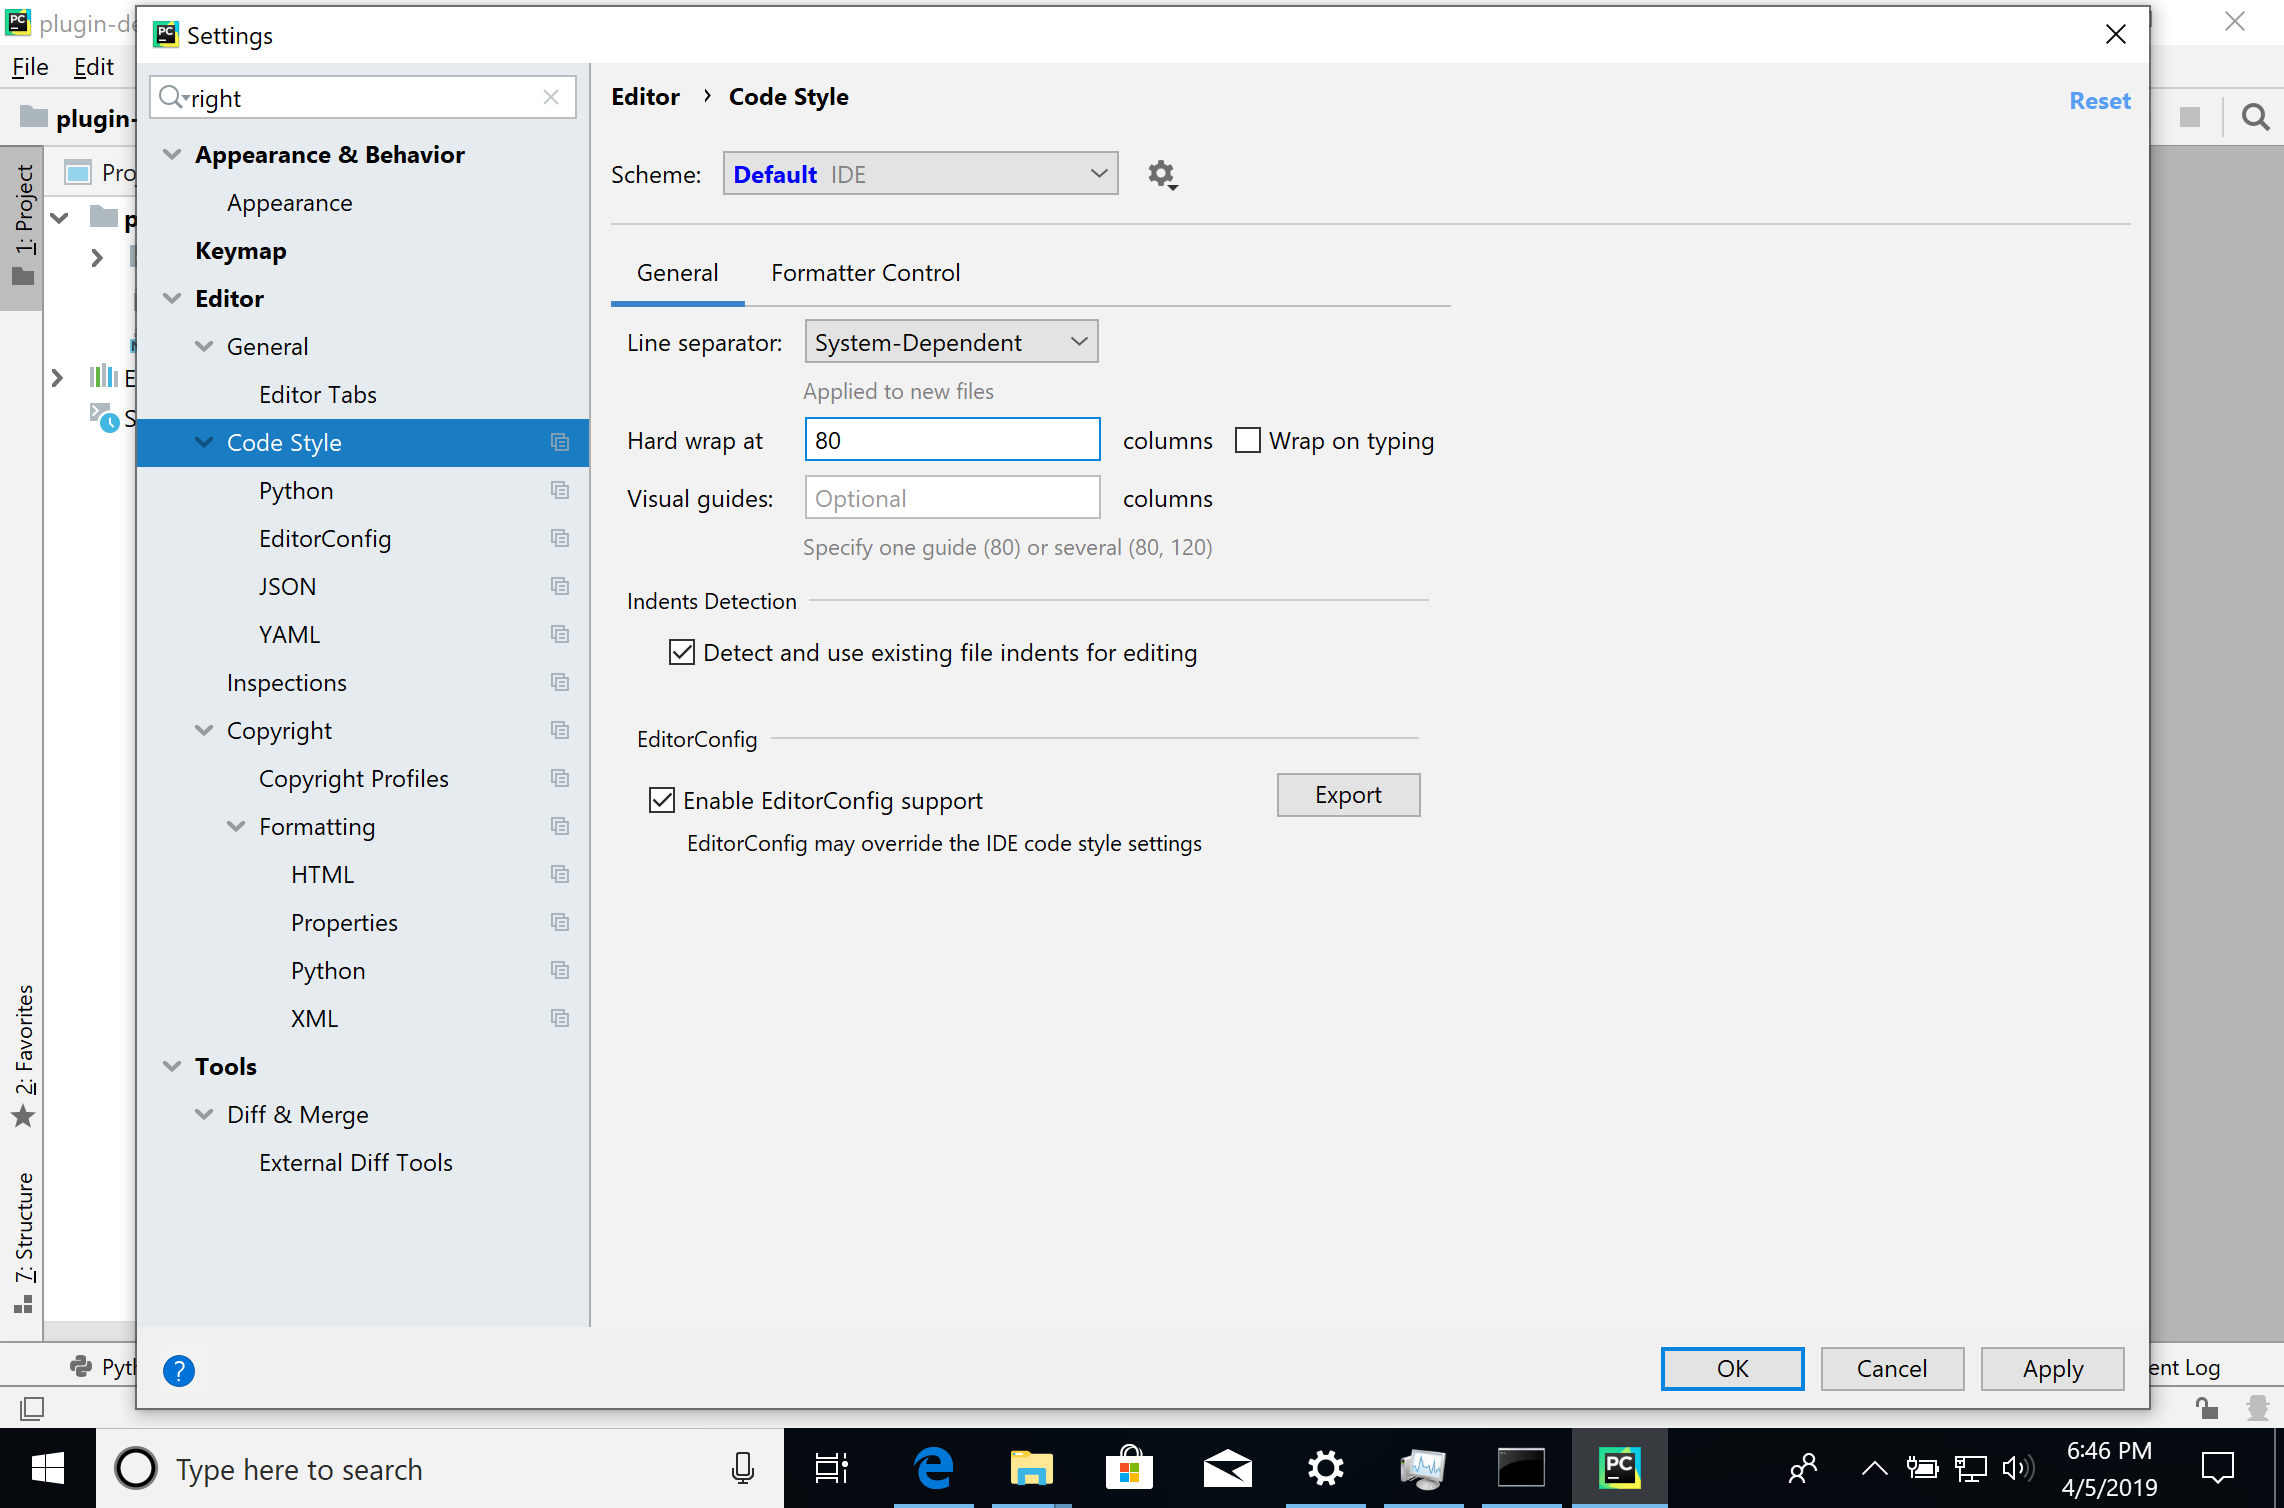 plugin-de
Settings
File Edit
right
Editor › Code Style
Reset
plugin-
Appearance & Behavior
Scheme: Default IDE
Pro
Appearance
1: Project
p
Keymap
General Formatter Control
Editor
General
Line separator: System-Dependent
E
Editor Tabs
Applied to new files
S
Code Style
Hard wrap at 80 columns Wrap on typing
Python
Visual guides: Optional columns
EditorConfig
Specify one guide (80) or several (80, 120)
JSON
Indents Detection
YAML
Detect and use existing file indents for editing
Inspections
Copyright
EditorConfig
Copyright Profiles
Enable EditorConfig support Export
Formatting
EditorConfig may override the IDE code style settings
HTML
Properties
Python
XML
2: Favorites
Tools
Diff & Merge
External Diff Tools
7: Structure
Pyth
? OK Cancel Apply
ent Log
Type here to search
PC
6:46 PM
4/5/2019